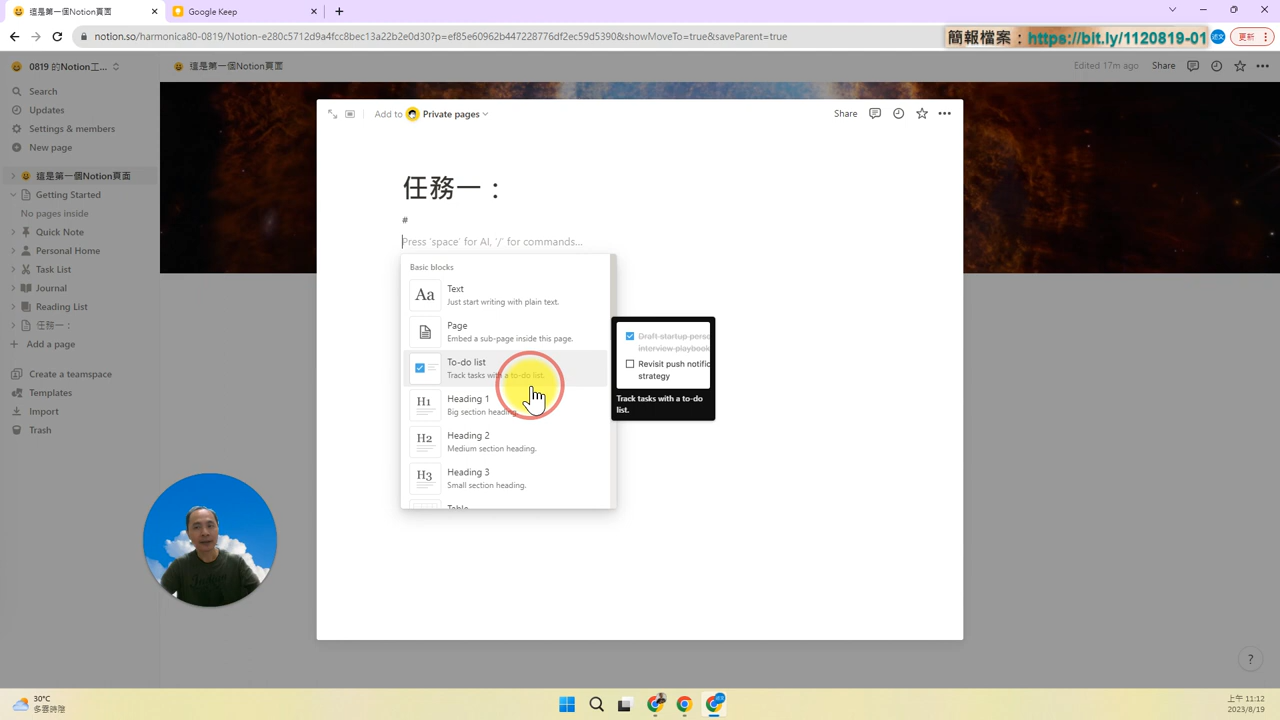 這是第一個Notion頁面
Google Keep
notion.so/harmonica80-0819/Notion-e280c5712d9a4fcc8bec13a22b2e0d30?p=ef85e60962b447228776df2ec59d5390&showMoveTo=true&saveParent=true
簡報檔案：https://bit.ly/1120819-01
更新
0819 的Notion工...
這是第一個Notion頁面
Edited 17m ago
Share
Search
Updates
Settings & members
New page
這是第一個Notion頁面
Getting Started
No pages inside
Quick Note
Personal Home
Task List
Journal
Reading List
任務一：
Add a page
Create a teamspace
Templates
Import
Trash
Add to
Private pages
Share
任務一：
#
Press 'space' for AI, '/' for commands...
Basic blocks
Aa
Text
Just start writing with plain text.
Page
Embed a sub-page inside this page.
To-do list
Track tasks with a to-do list.
H1
Heading 1
Big section heading.
H2
Heading 2
Medium section heading.
H3
Heading 3
Small section heading.
Table
Draft startup perso
interview playbook
Revisit push notific
strategy
Track tasks with a to-do
list.
?
30°C
多雲時陰
上午 11:12
2023/8/19